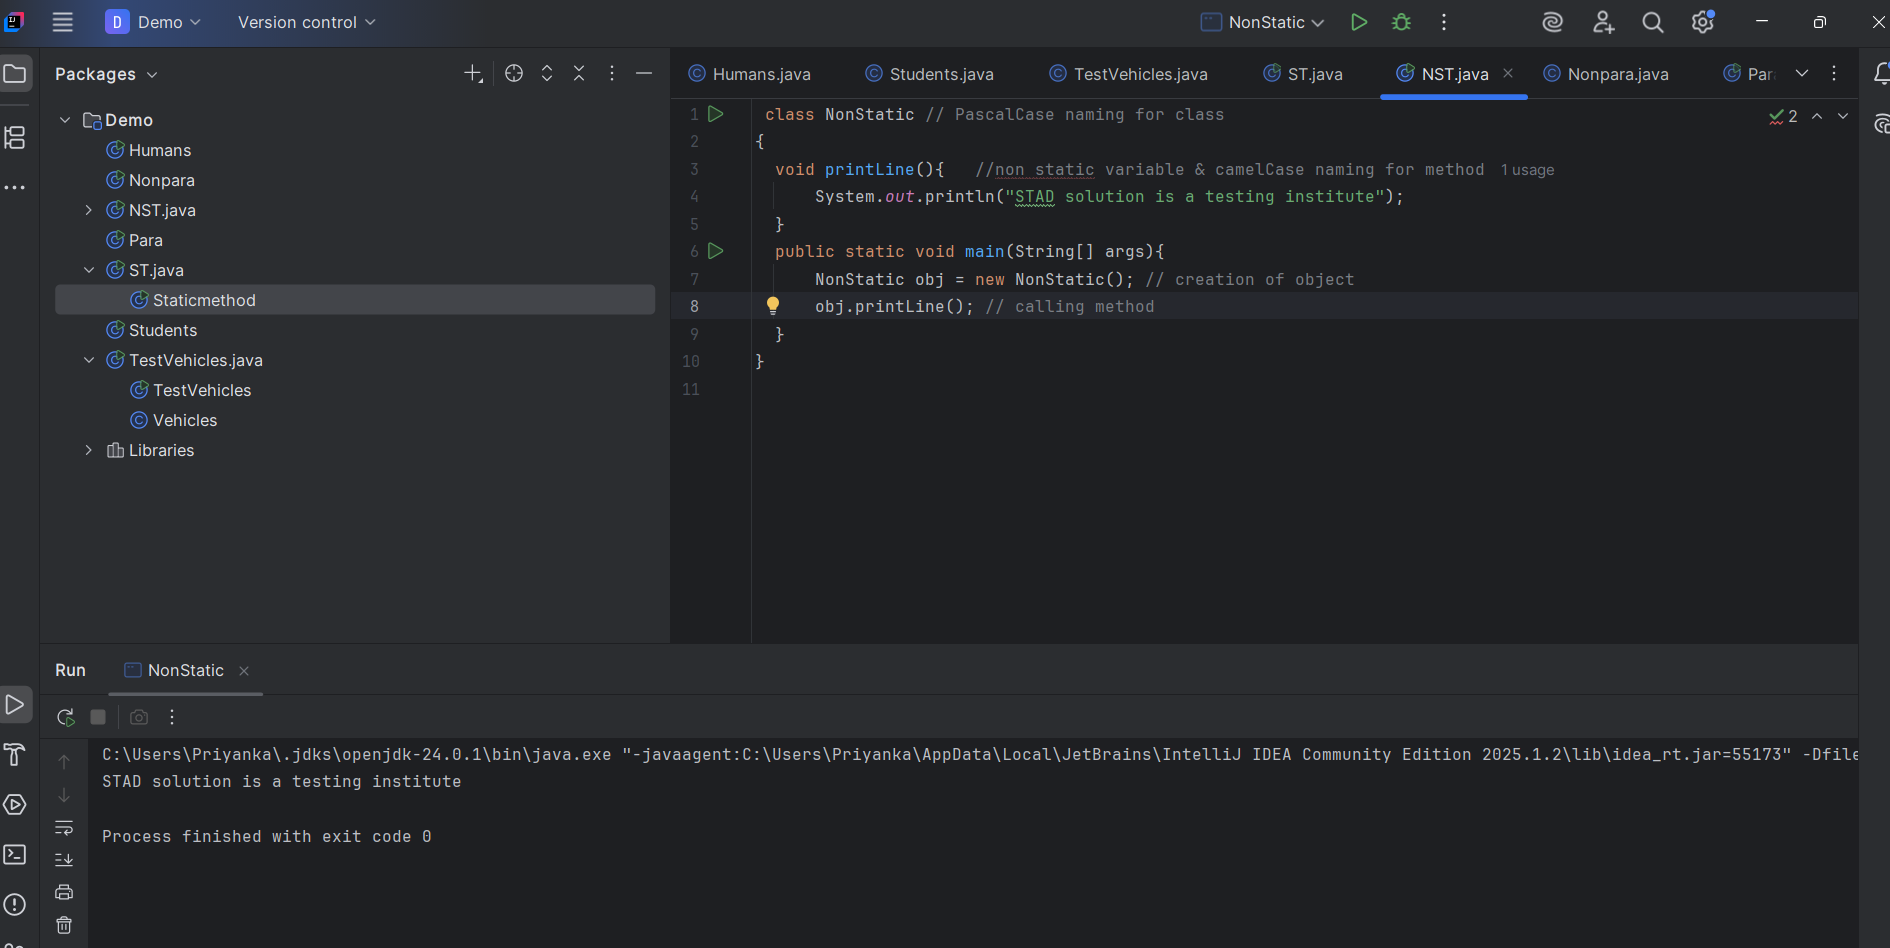 D Demo Version control NonStatic
Packages
Humans.java Students.java TestVehicles.java ST.java NST.java Nonpara.java Par
Demo
Humans
Nonpara
NST.java
Para
ST.java
Staticmethod
Students
TestVehicles.java
TestVehicles
Vehicles
Libraries
1 class NonStatic // PascalCase naming for class
2 {
3 void printLine(){ //non static variable & camelCase naming for method 1 usage
4 System.out.println("STAD solution is a testing institute");
5 }
6 public static void main(String[] args){
7 NonStatic obj = new NonStatic(); // creation of object
8 obj.printLine(); // calling method
9 }
10 }
11
2
Run NonStatic
C:\Users\Priyanka\.jdks\openjdk-24.0.1\bin\java.exe "-javaagent:C:\Users\Priyanka\AppData\Local\JetBrains\IntelliJ IDEA Community Edition 2025.1.2\lib\idea_rt.jar=55173" -Dfile
STAD solution is a testing institute
Process finished with exit code 0